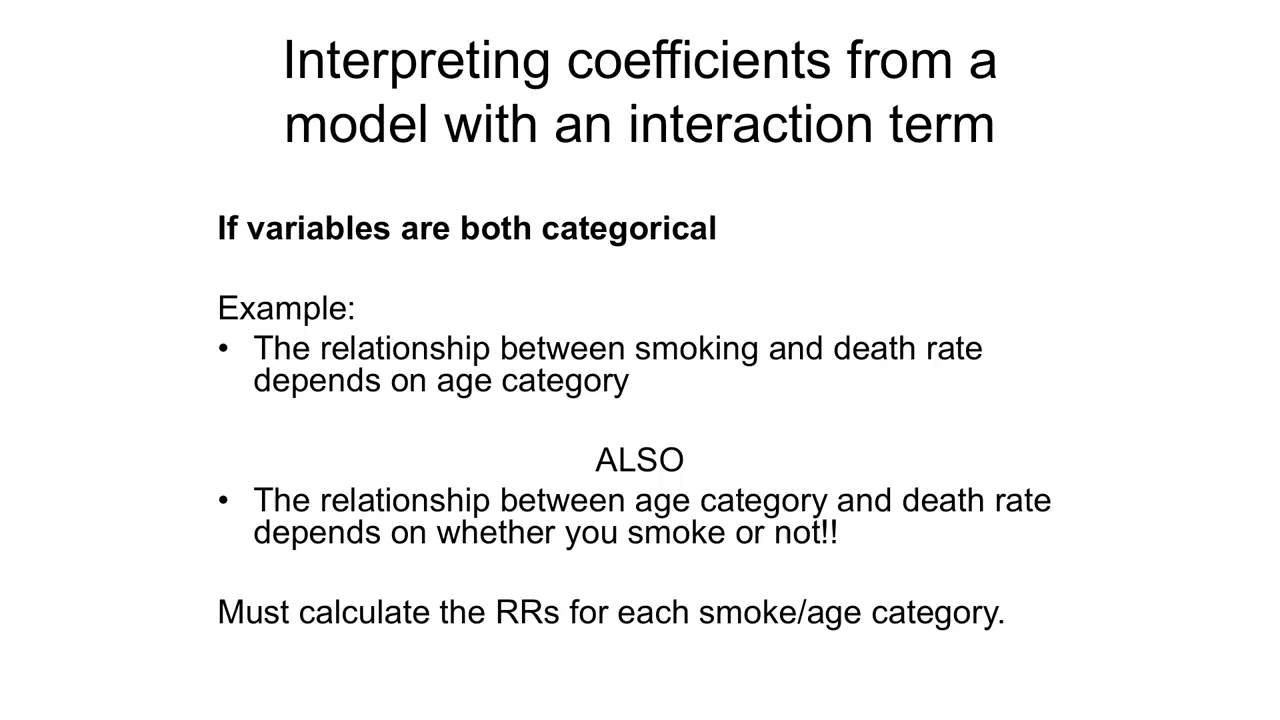 Interpreting coefficients from a
model with an interaction term
If variables are both categorical
Example:
• The relationship between smoking and death rate
depends on age category
ALSO
• The relationship between age category and death rate
depends on whether you smoke or not!!
Must calculate the RRs for each smoke/age category.